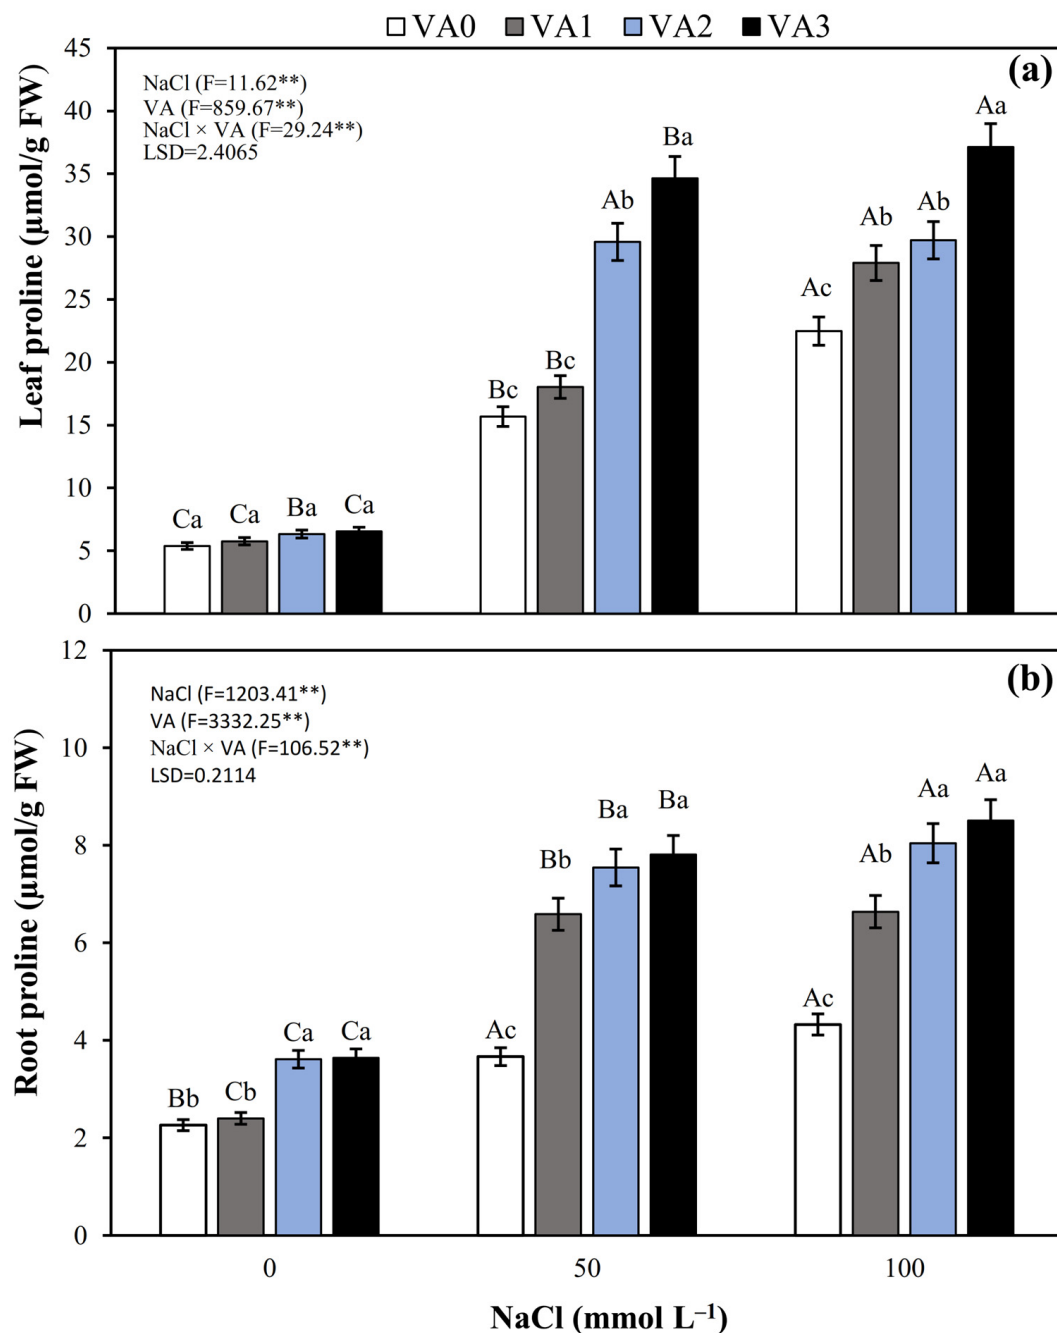 VA0 VA1 VA2 VA3
(a)
NaCl (F=11.62**)
VA (F=859.67**)
NaCl × VA (F=29.24**)
LSD=2.4065
Leaf proline (µmol/g FW)
45
40
35
30
25
20
15
10
5
0
Ca Ca Ba Ca
Bc Bc Ab Ba
Ac Ab Ab Aa
(b)
NaCl (F=1203.41**)
VA (F=3332.25**)
NaCl × VA (F=106.52**)
LSD=0.2114
Root proline (µmol/g FW)
12
10
8
6
4
2
0
Bb Cb Ca Ca
Ac Bb Ba Ba
Ac Ab Aa Aa
0 50 100
NaCl (mmol L⁻¹)